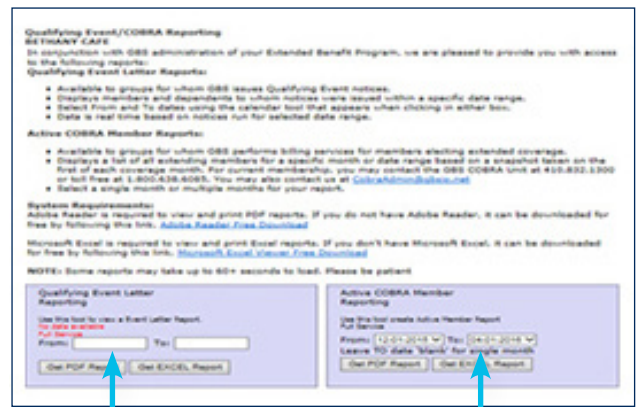 Qualifying Event/COBRA Reporting
BETHANY CAFE
In conjunction with GBS administration of your Extended Benefit Program, we are pleased to provide you with access
to the following reports:
Qualifying Event Letter Reports:
Available to groups for whom GBS issues Qualifying Event notices.
Displays members and dependents to whom notices were issued within a specific date range.
Select From and To dates using the calendar tool that appears when clicking in either box.
Data is real time based on notices run for selected date range.
Active COBRA Member Reports:
Available to groups for whom GBS performs billing services for members electing extended coverage.
Displays a list of all extending members for a specific month or date range based on a snapshot taken on the
first of each coverage month. For current membership, you may contact the GBS COBRA Unit at 410.832.1300
or toll free at 1.800.638.6085. You may also contact us at
Select a single month or multiple months for your report.
System Requirements:
Adobe Reader is required to view and print PDF reports. If you do not have Adobe Reader, it can be downloaded for
free by following this link. Adobe Reader Free Download
Microsoft Excel is required to view and print Excel reports. If you don't have Microsoft Excel, it can be downloaded
for free by following this link. Microsoft Excel Viewer Free Download
NOTE: Some reports may take up to 60+ seconds to load. Please be patient
Qualifying Event Letter
Reporting
Use this tool to view a Event Letter Report.
No data available
Full Service
From: To:
Get PDF Report Get EXCEL Report
Active COBRA Member
Reporting
Use this tool create Active Member Report
Full Service
From: 12-01-2015 To: 04-01-2016
Leave TO date 'blank' for single month
Get PDF Report Get EXCEL Report